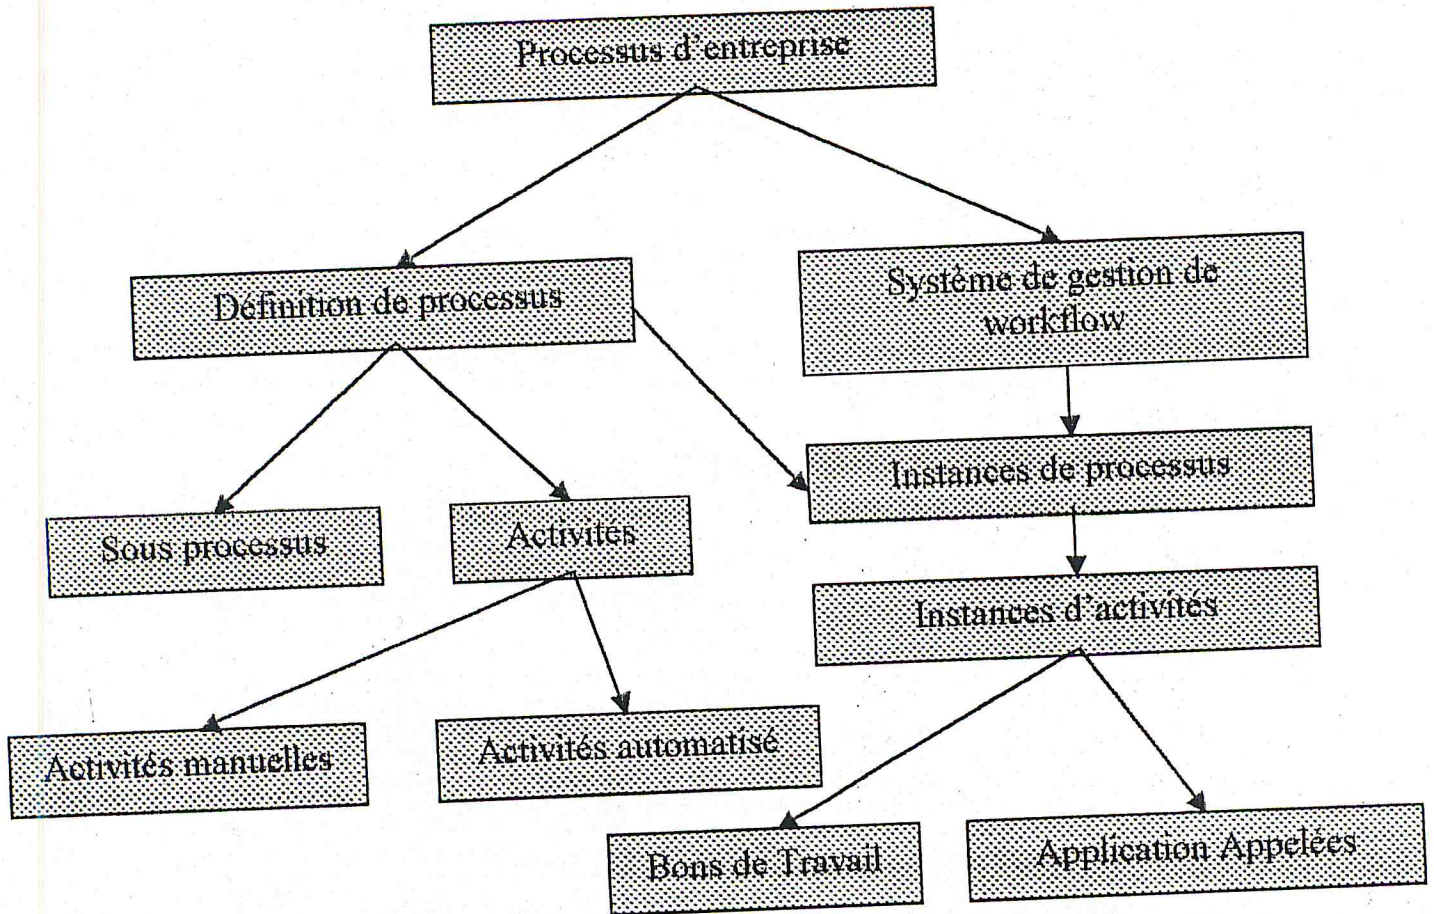 Processus d'entreprise
Définition de processus
Système de gestion de
workflow
Instances de processus
Sous processus
Activités
Instances d'activités
Activités manuelles
Activités automatisé
Bons de Travail
Application Appelées